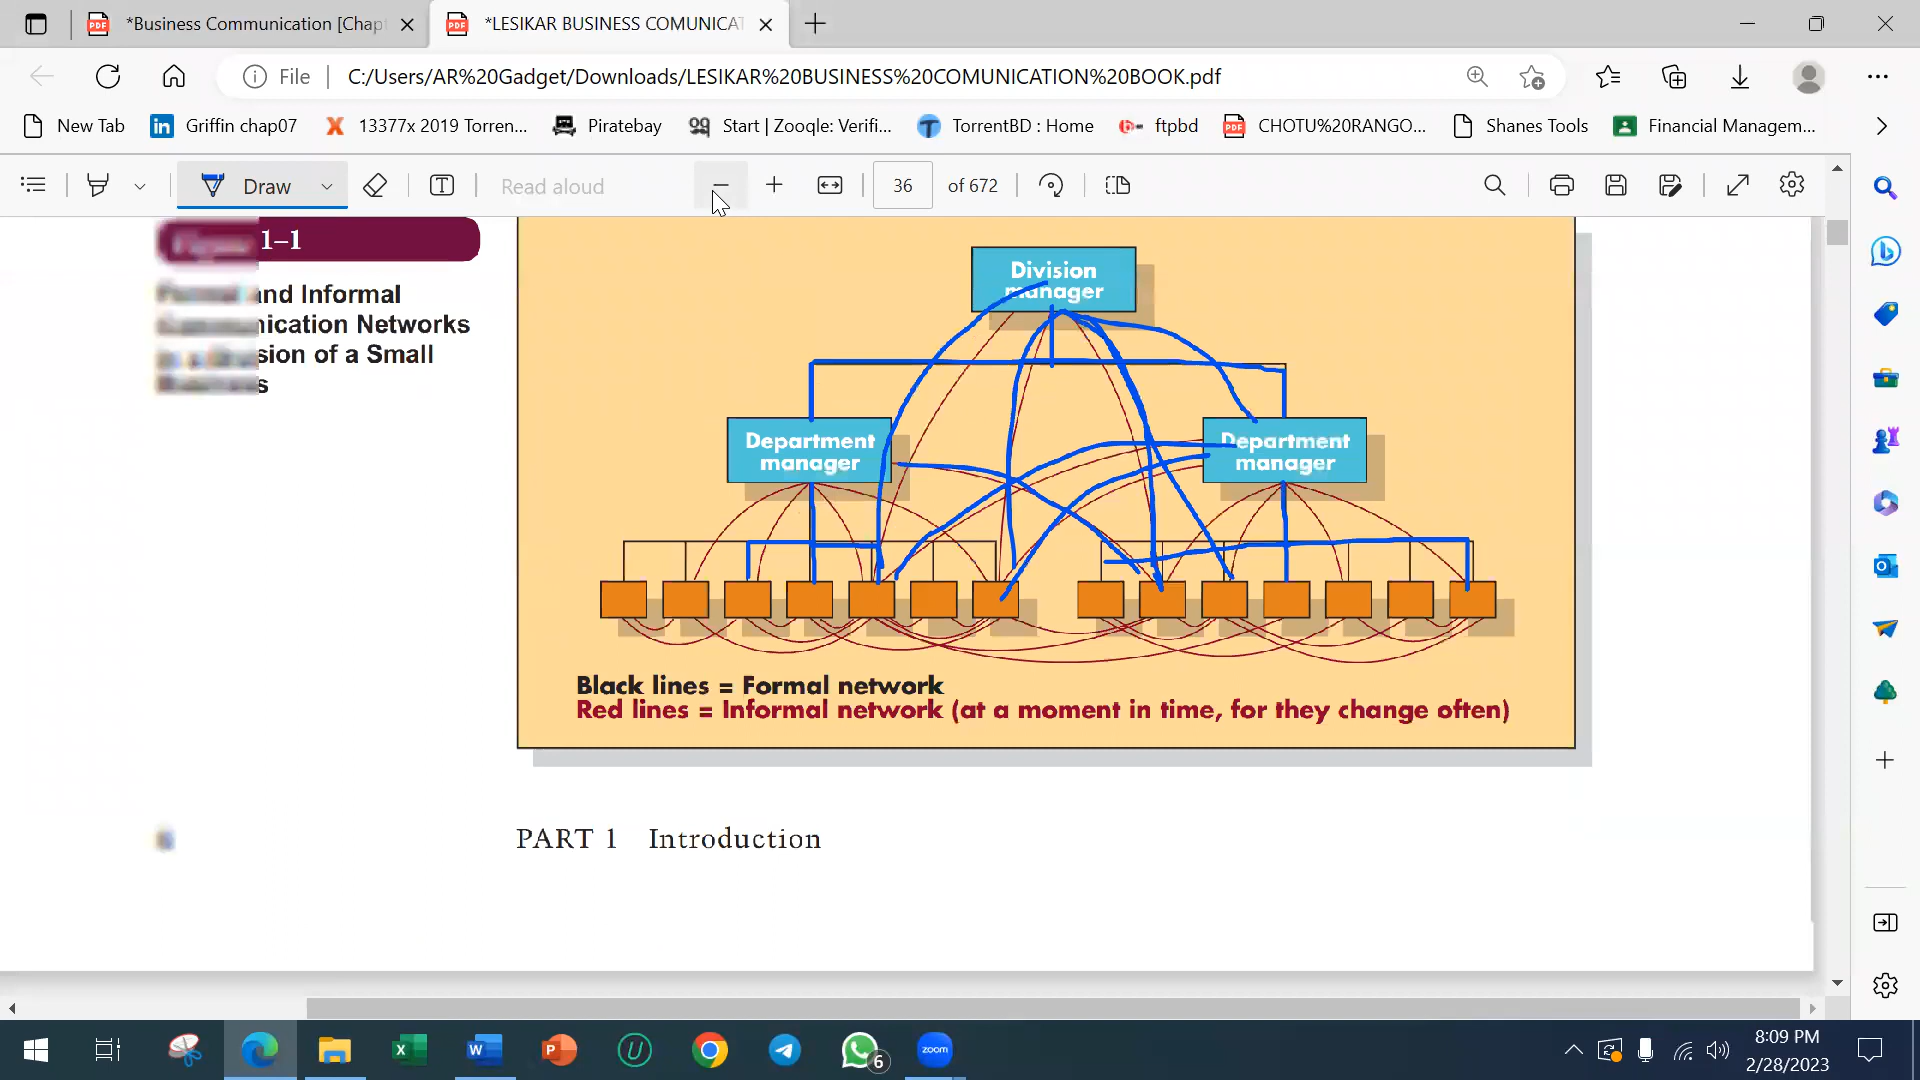 *Business Communication [Chap
*LESIKAR BUSINESS COMUNICAT
File
C:/Users/AR%20Gadget/Downloads/LESIKAR%20BUSINESS%20COMUNICATION%20BOOK.pdf
New Tab
Griffin chap07
13377x 2019 Torren...
Piratebay
Start | Zooqle: Verifi...
TorrentBD : Home
ftpbd
CHOTU%20RANGO...
Shanes Tools
Financial Managem...
Draw
Read aloud
36
of 672
1–1
and Informal
Networks
of a Small
Division
manager
Department
manager
Department
manager
Black lines = Formal network
Red lines = Informal network (at a moment in time, for they change often)
PART 1 Introduction
zoom
6
8:09 PM
2/28/2023